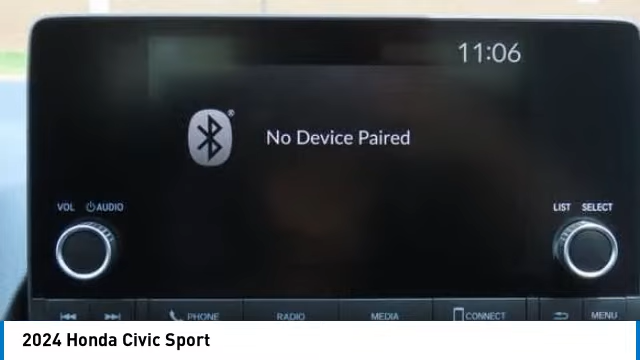 11:06
®
No Device Paired
VOL AUDIO
LIST SELECT
PHONE RADIO MEDIA CONNECT MENU
2024 Honda Civic Sport